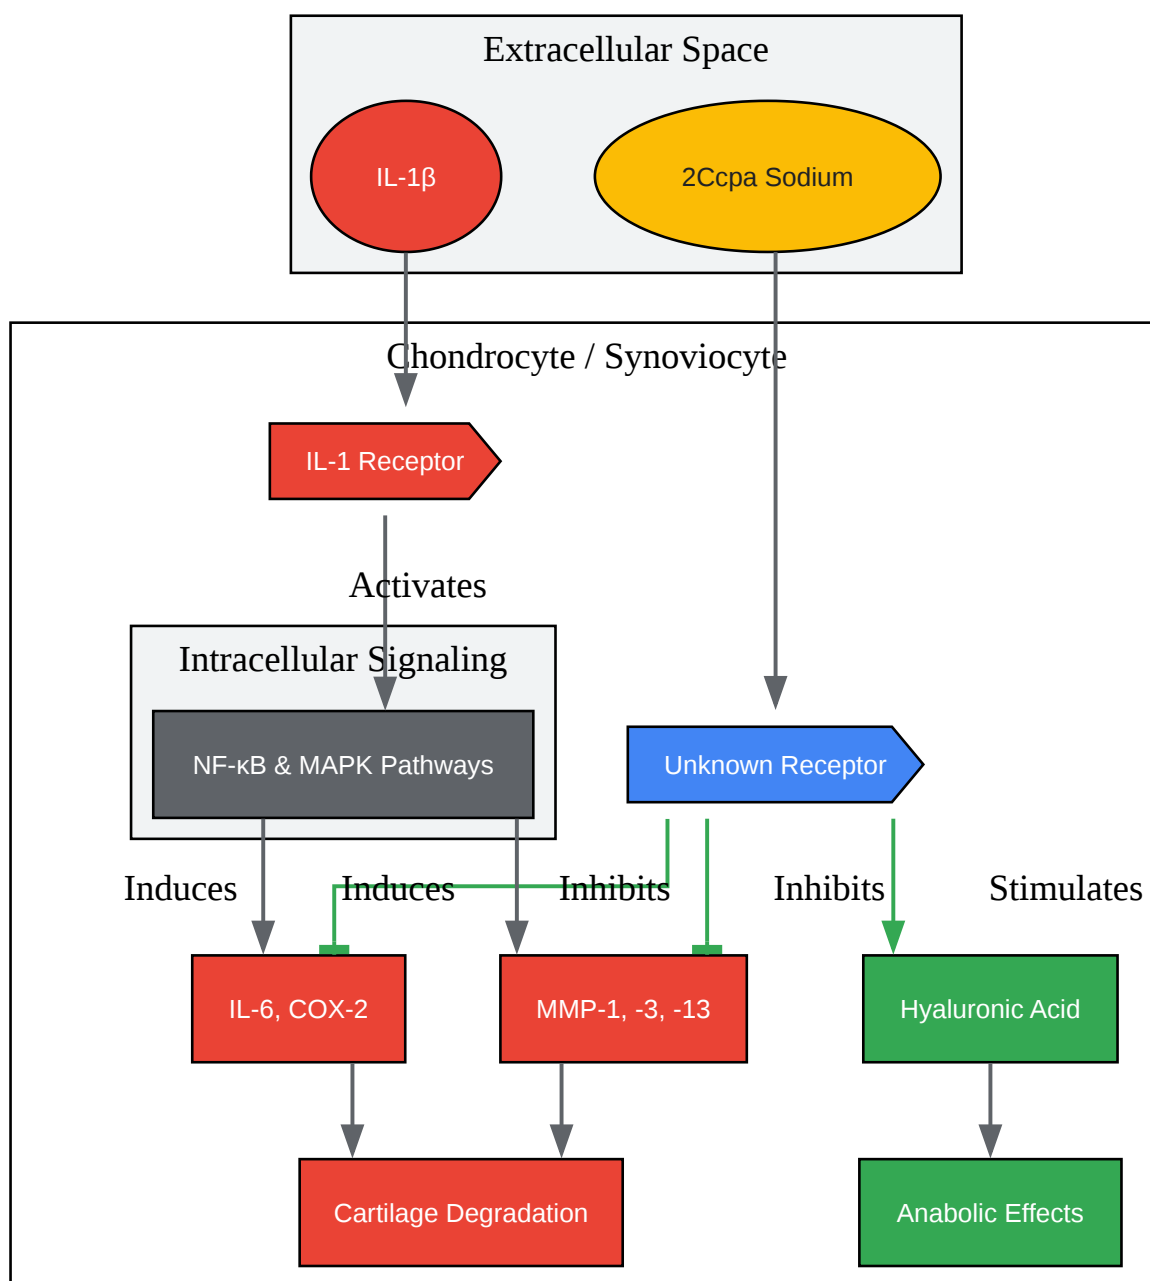 Extracellular Space
IL-1β
2Ccpa Sodium
Chondrocyte / Synoviocyte
IL-1 Receptor
Activates
Intracellular Signaling
NF-κB & MAPK Pathways
Unknown Receptor
Induces
Induces
Inhibits
Inhibits
Stimulates
IL-6, COX-2
MMP-1, -3, -13
Hyaluronic Acid
Cartilage Degradation
Anabolic Effects